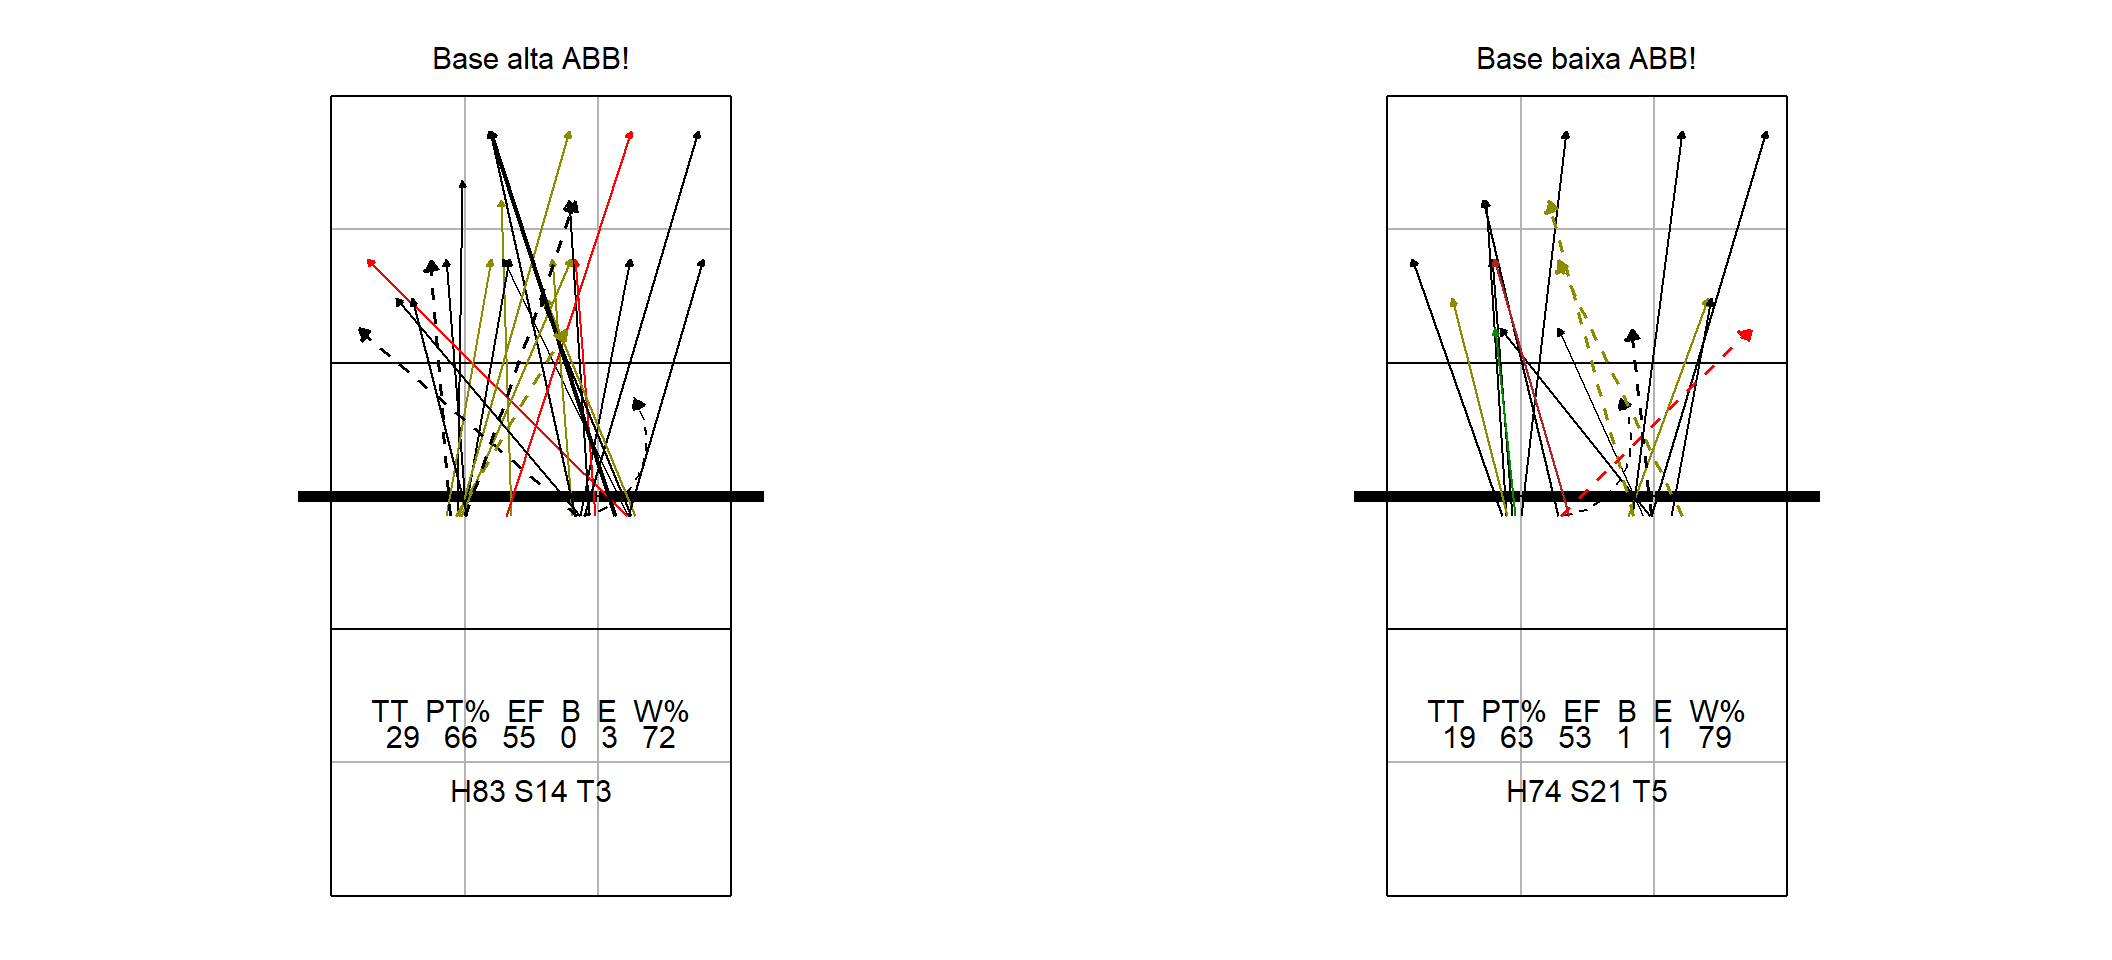 Base alta ABB!
TT PT% EF B E W%
29 66 55 0 3 72
H83 S14 T3
Base baixa ABB!
TT PT% EF B E W%
19 63 53 1 1 79
H74 S21 T5